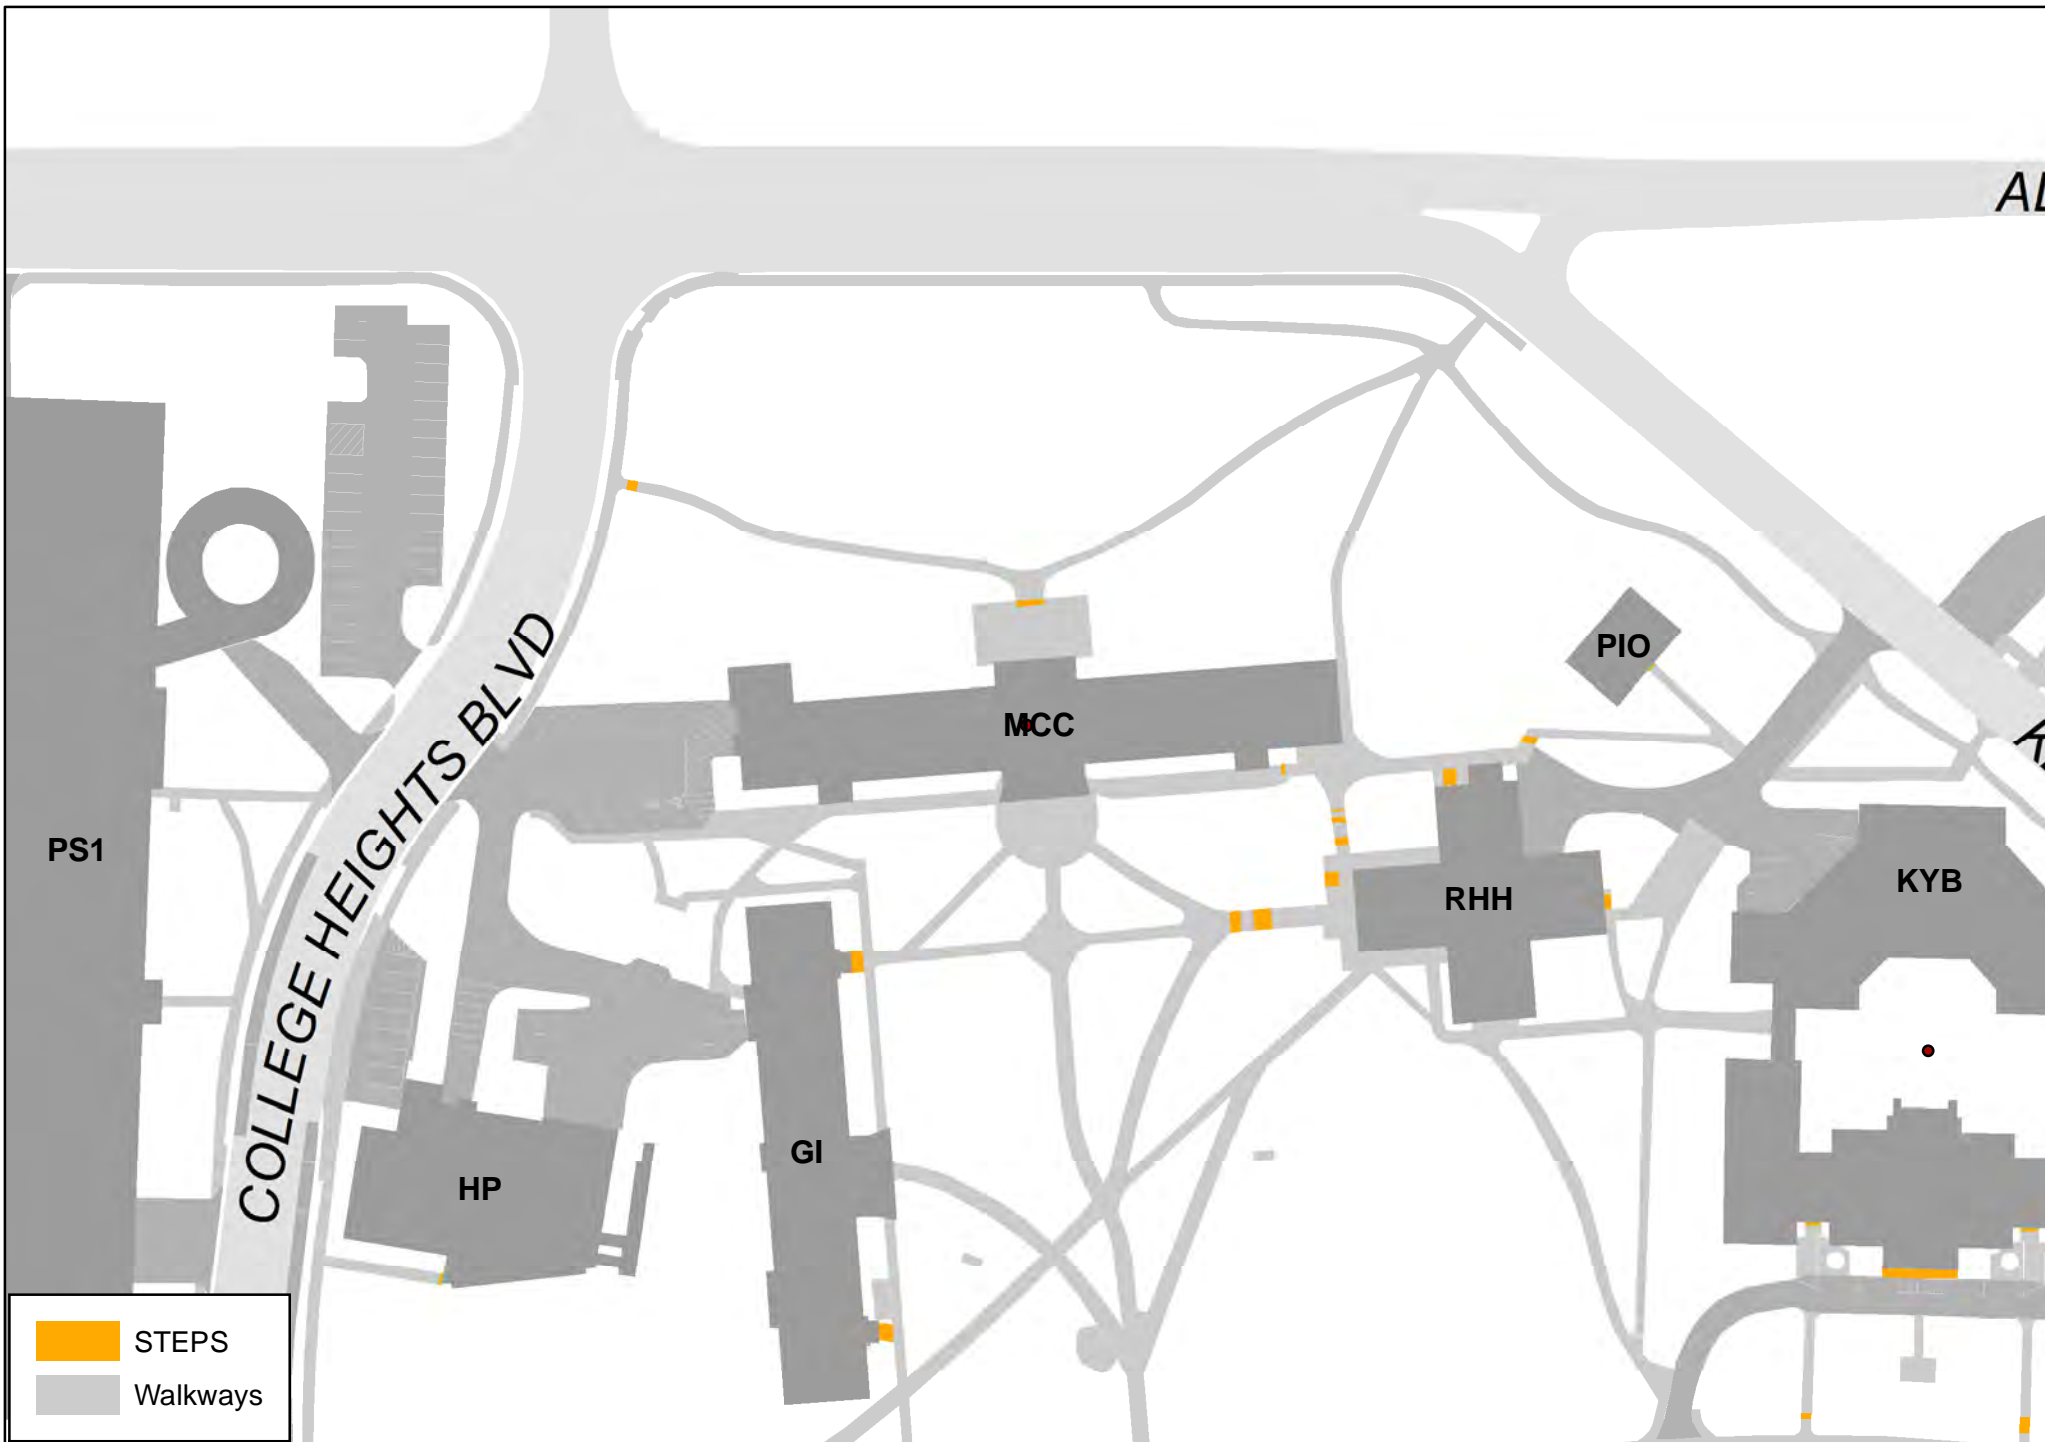 AL
COLLEGE HEIGHTS BLVD
PIO
MCC
PS1
RHH
KYB
GI
HP
STEPS
Walkways